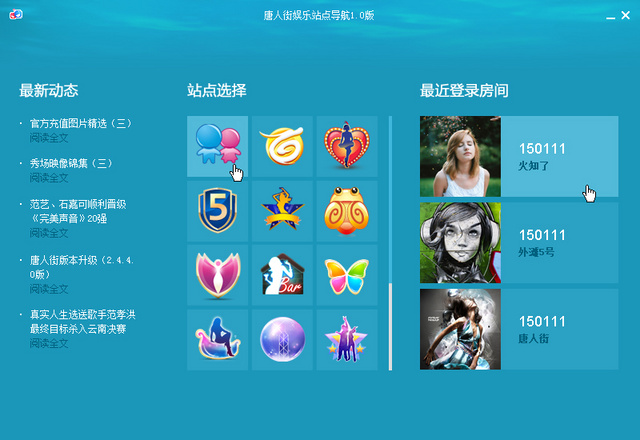 唐人街娱乐站点导航1.0版
最新动态
官方充值图片精选（三）
阅读全文
秀场映像锦集（三）
阅读全文
范艺、石嘉可顺利晋级
《完美声音》20强
阅读全文
唐人街版本升级（2.4.4.
0版）
阅读全文
真实人生选送歌手范孝洪
最终目标杀入云南决赛
阅读全文
站点选择
5
Bar
最近登录房间
150111
火知了
150111
外滩5号
150111
唐人街